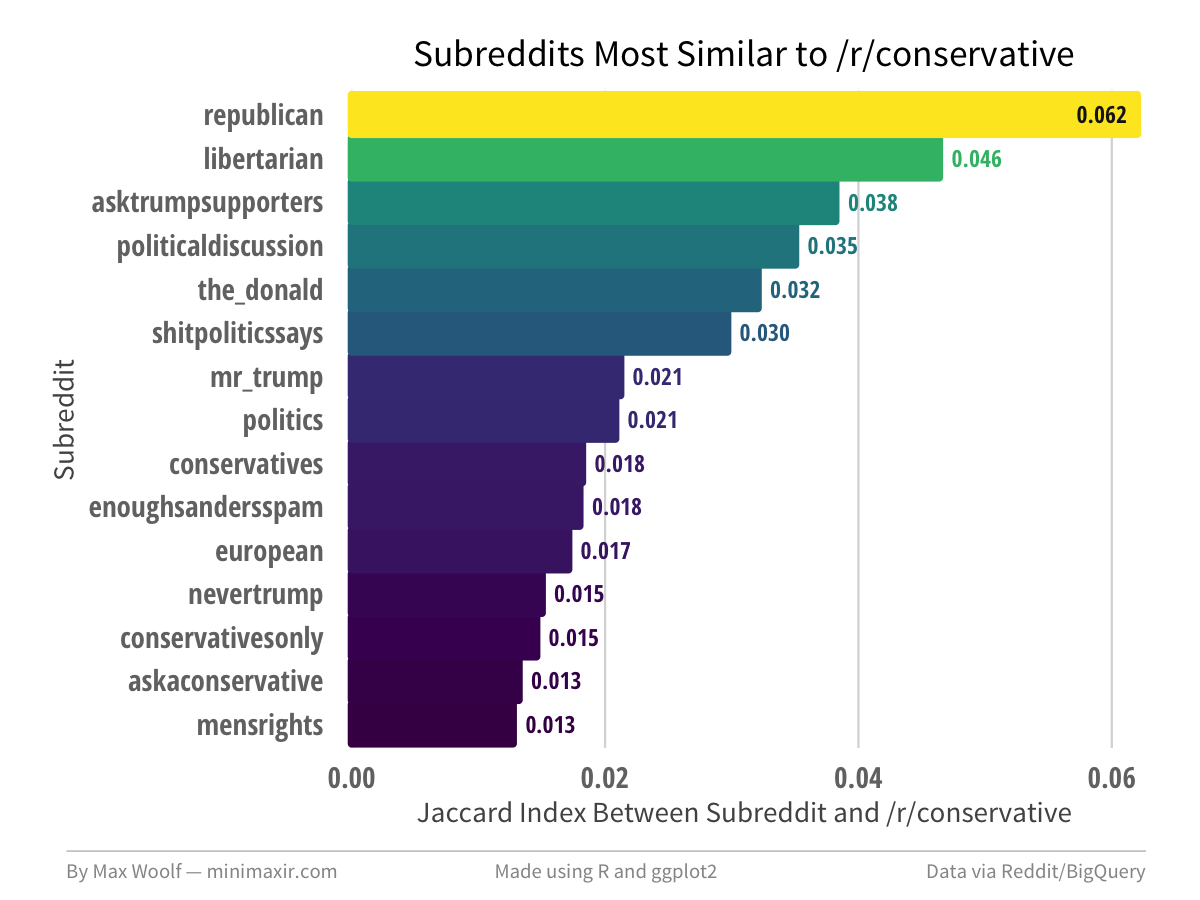 Subreddits Most Similar to /r/conservative
republican 0.062
libertarian 0.046
asktrumpsupporters 0.038
politicaldiscussion 0.035
the_donald 0.032
shitpoliticssays 0.030
mr_trump 0.021
politics 0.021
conservatives 0.018
enoughsandersspam 0.018
european 0.017
nevertrump 0.015
conservativesonly 0.015
askaconservative 0.013
mensrights 0.013
Subreddit
0.00 0.02 0.04 0.06
Jaccard Index Between Subreddit and /r/conservative
By Max Woolf — minimaxir.com Made using R and ggplot2 Data via Reddit/BigQuery